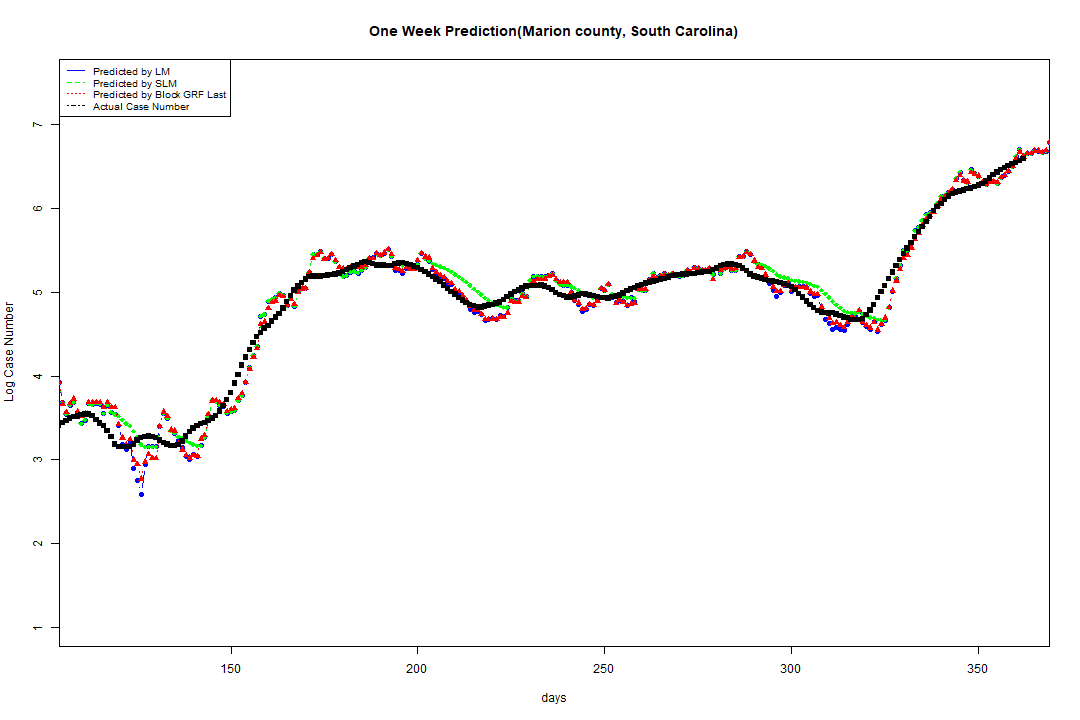 One Week Prediction(Marion county, South Carolina)
Predicted by LM
Predicted by SLM
Predicted by Block GRF Last
Actual Case Number
Log Case Number
7
6
5
4
3
2
1
150
200
250
300
350
days